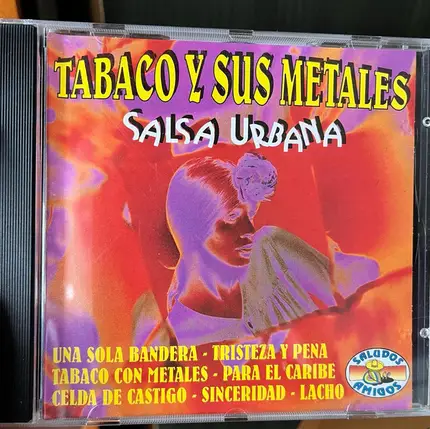 TABACO Y SUS METALES
SALSA URBANA
UNA SOLA BANDERA - TRISTEZA Y PENA
TABACO CON METALES - PARA EL CARIBE
CELDA DE CASTIGO - SINCERIDAD - LACHO
SALUDOS
AMIGOS